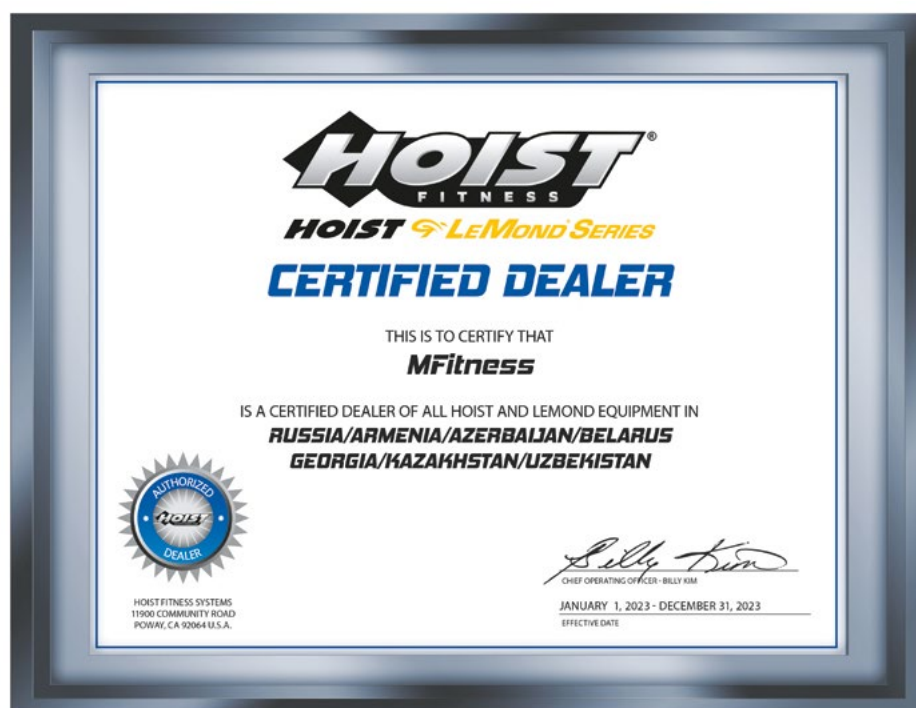 HOIST®
FITNESS
HOIST LEMOND® SERIES
CERTIFIED DEALER
THIS IS TO CERTIFY THAT
MFitness
IS A CERTIFIED DEALER OF ALL HOIST AND LEMOND EQUIPMENT IN
RUSSIA/ARMENIA/AZERBAIJAN/BELARUS
GEORGIA/KAZAKHSTAN/UZBEKISTAN
AUTHORIZED
HOIST
DEALER
HOIST FITNESS SYSTEMS
11900 COMMUNITY ROAD
POWAY, CA 92064 U.S.A.
Billy Kim
CHIEF OPERATING OFFICER - BILLY KIM
JANUARY 1, 2023 - DECEMBER 31, 2023
EFFECTIVE DATE